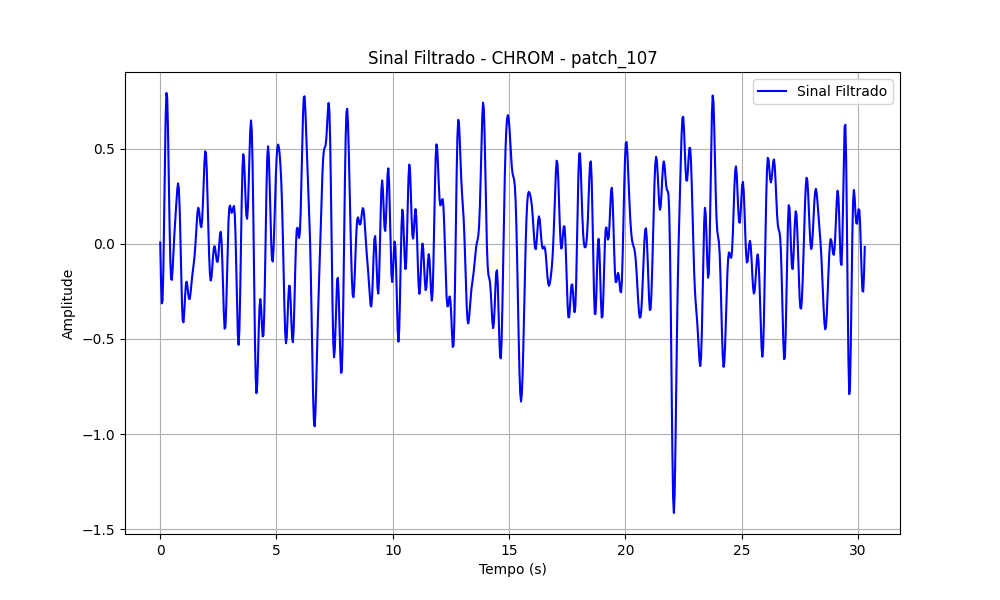 Sinal Filtrado - CHROM - patch_107
Sinal Filtrado
Amplitude
0.5
0.0
−0.5
−1.0
−1.5
0 5 10 15 20 25 30
Tempo (s)